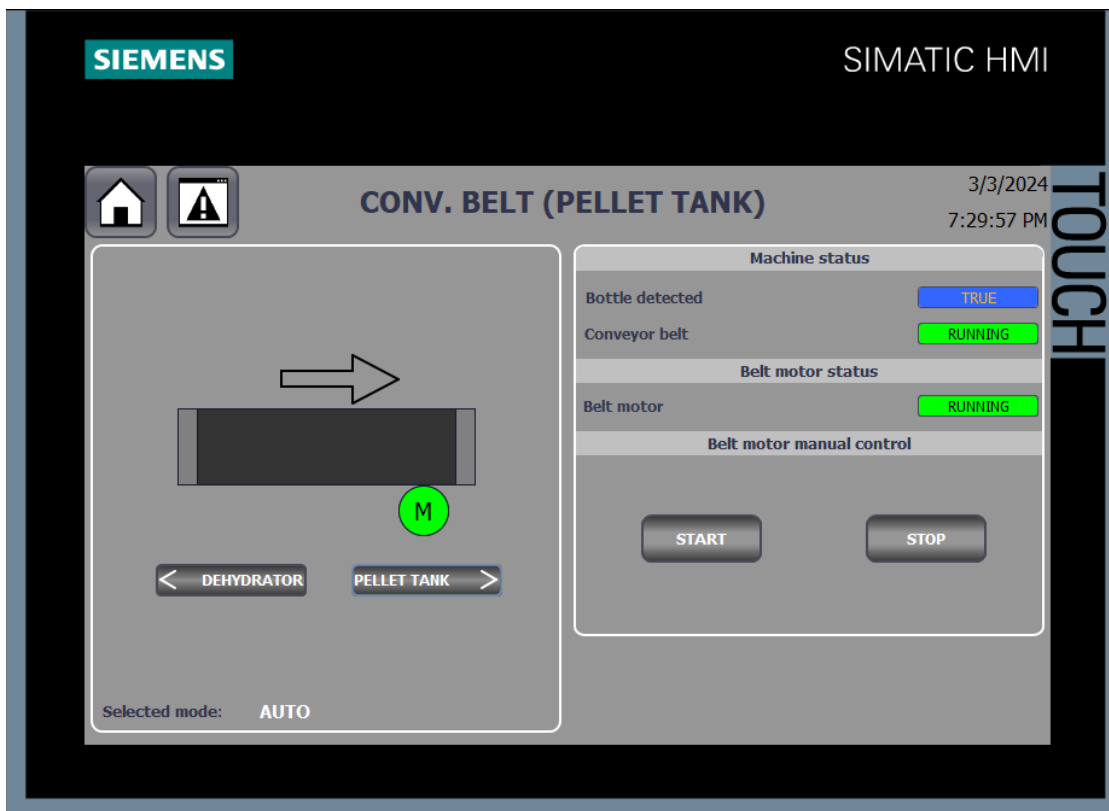 SIEMENS
SIMATIC HMI
TOUCH
CONV. BELT (PELLET TANK)
3/3/2024
7:29:57 PM
Machine status
Bottle detected TRUE
Conveyor belt RUNNING
Belt motor status
Belt motor RUNNING
Belt motor manual control
START STOP
M
< DEHYDRATOR PELLET TANK >
Selected mode: AUTO